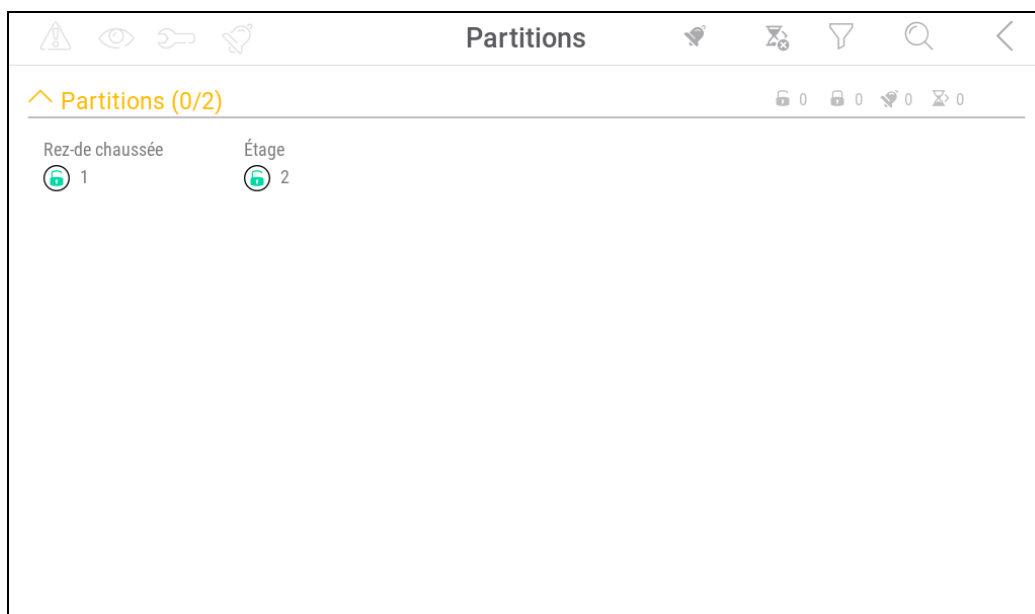 Partitions
Partitions (0/2)
0 0 0 0
Rez-de chaussée Étage
1 2